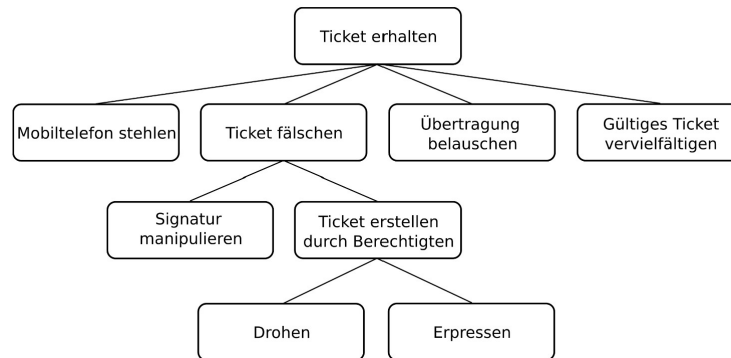 Ticket erhalten
Mobiltelefon stehlen
Ticket fälschen
Übertragung
belauschen
Gültiges Ticket
vervielfältigen
Signatur
manipulieren
Ticket erstellen
durch Berechtigten
Drohen
Erpressen